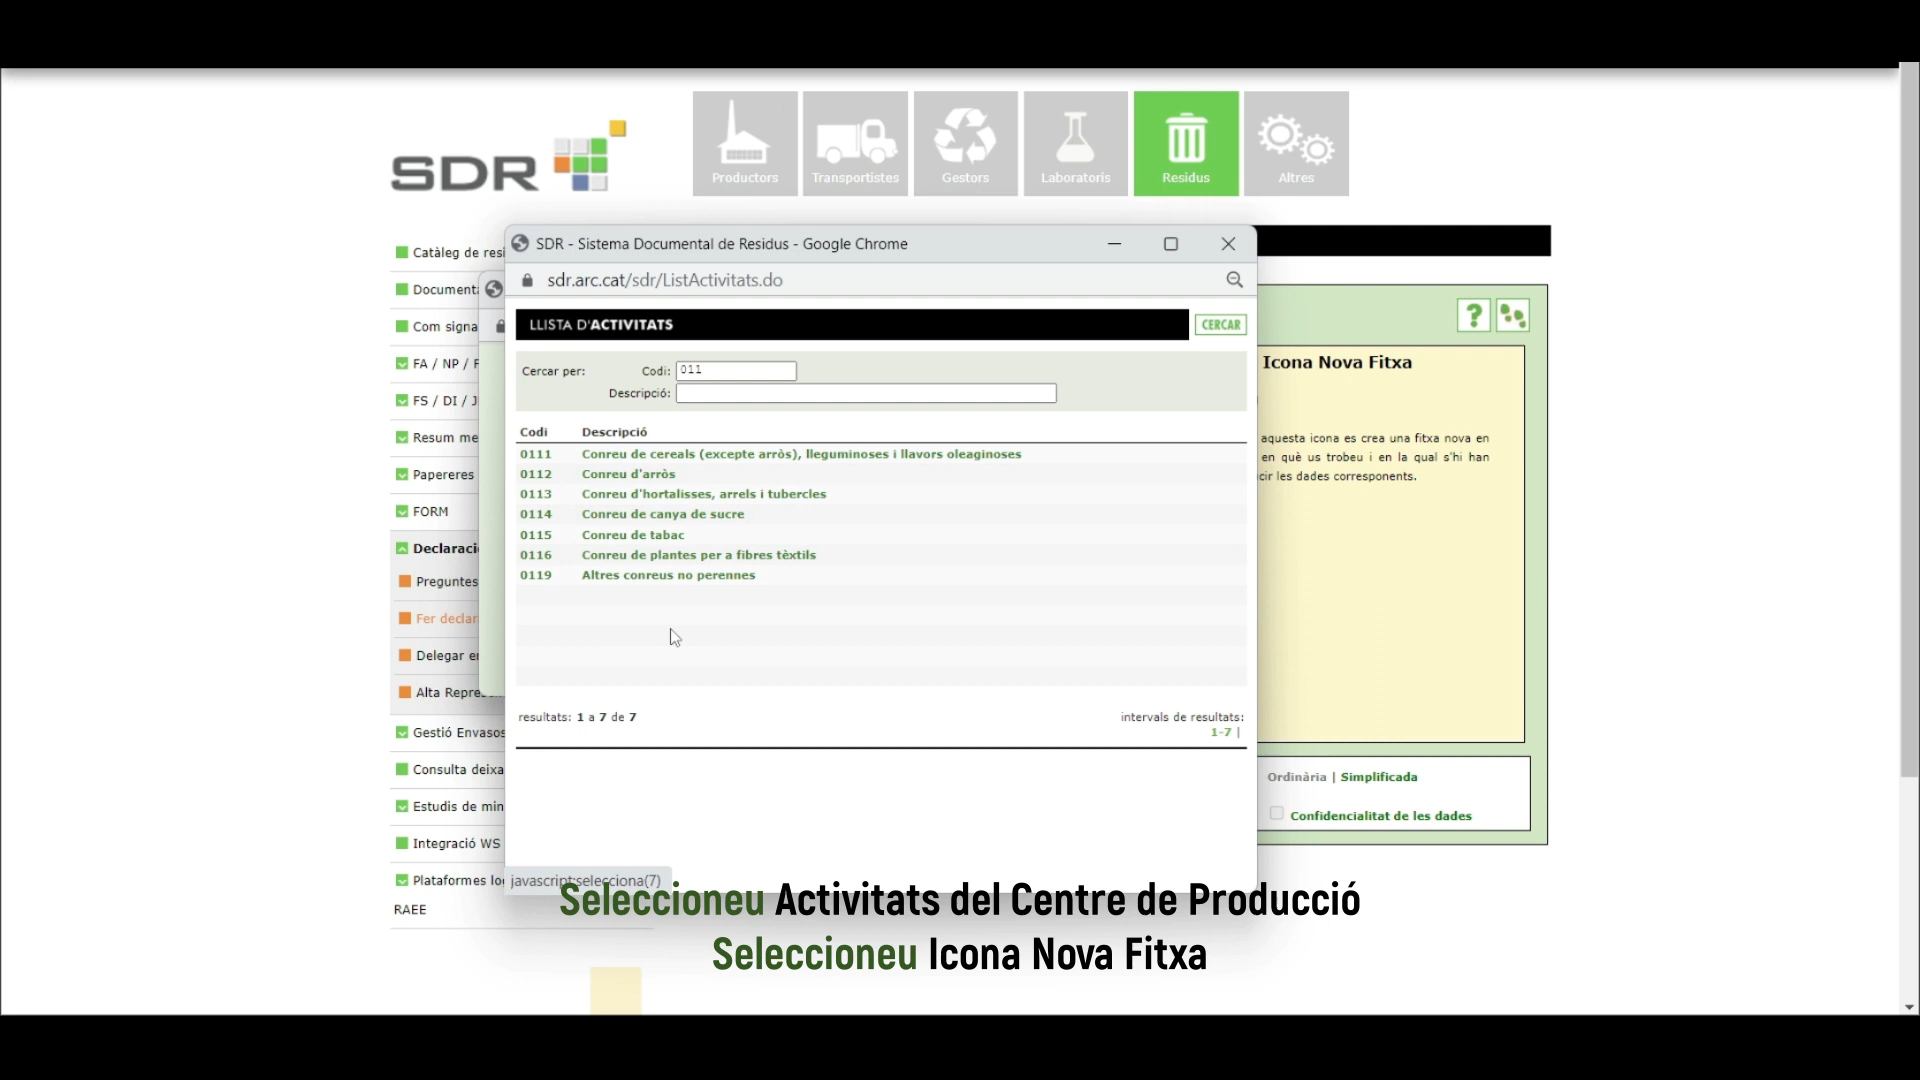 SDR
Productors
Transportistes
Gestors
Laboratoris
Residus
Altres
SDR - Sistema Documental de Residus - Google Chrome
sdr.arc.cat/sdr/ListActivitats.do
LLISTA D'ACTIVITATS
CERCAR
Cercar per: Codi: 011
Descripció:
Codi Descripció
0111 Conreu de cereals (excepte arròs), lleguminoses i llavors oleaginoses
0112 Conreu d'arròs
0113 Conreu d'hortalisses, arrels i tubercles
0114 Conreu de canya de sucre
0115 Conreu de tabac
0116 Conreu de plantes per a fibres tèxtils
0119 Altres conreus no perennes
resultats: 1 a 7 de 7
intervals de resultats:
1-7 |
javascript:selecciona(7)
Catàleg de resi
Documenta
Com signa
FA / NP / F
FS / DI / J
Resum me
Papereres
FORM
Declaraci
Preguntes
Fer declar
Delegar en
Alta Repre
Gestió Envasos
Consulta deixa
Estudis de min
Integració WS
Plataformes log
RAEE
?
Icona Nova Fitxa
aquesta icona es crea una fitxa nova en
en què us trobeu i en la qual s'hi han
cir les dades corresponents.
Ordinària | Simplificada
Confidencialitat de les dades
Seleccioneu Activitats del Centre de Producció
Seleccioneu Icona Nova Fitxa